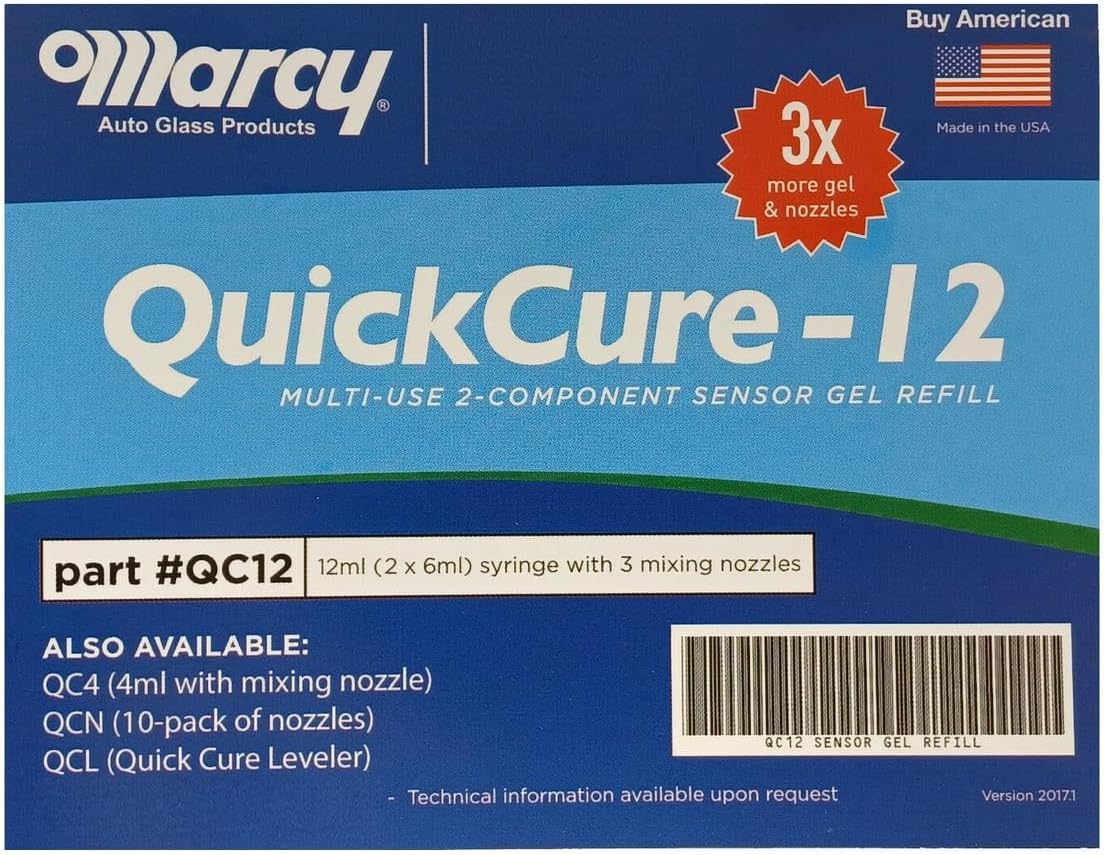 Marcy®
Auto Glass Products
Buy American
Made in the USA
3x
more gel
& nozzles
QuickCure-12
MULTI-USE 2-COMPONENT SENSOR GEL REFILL
part #QC12
12ml (2 x 6ml) syringe with 3 mixing nozzles
ALSO AVAILABLE:
QC4 (4ml with mixing nozzle)
QCN (10-pack of nozzles)
QCL (Quick Cure Leveler)
QC12 SENSOR GEL REFILL
- Technical information available upon request
Version 2017.1